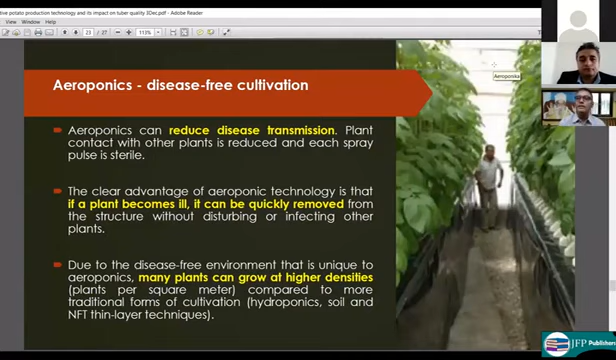 tive potato production technology and its impact on tuber quality 3Dec.pdf - Adobe Reader
View Window Help
23 / 27 113%
Aeroponics - disease-free cultivation
Aeroponics can reduce disease transmission. Plant
contact with other plants is reduced and each spray
pulse is sterile.
The clear advantage of aeroponic technology is that
if a plant becomes ill, it can be quickly removed
from the structure without disturbing or infecting other
plants.
Due to the disease-free environment that is unique to
aeroponics, many plants can grow at higher densities
(plants per square meter) compared to more
traditional forms of cultivation (hydroponics, soil and
NFT thin-layer techniques).
Aeroponika
JFP Publishers